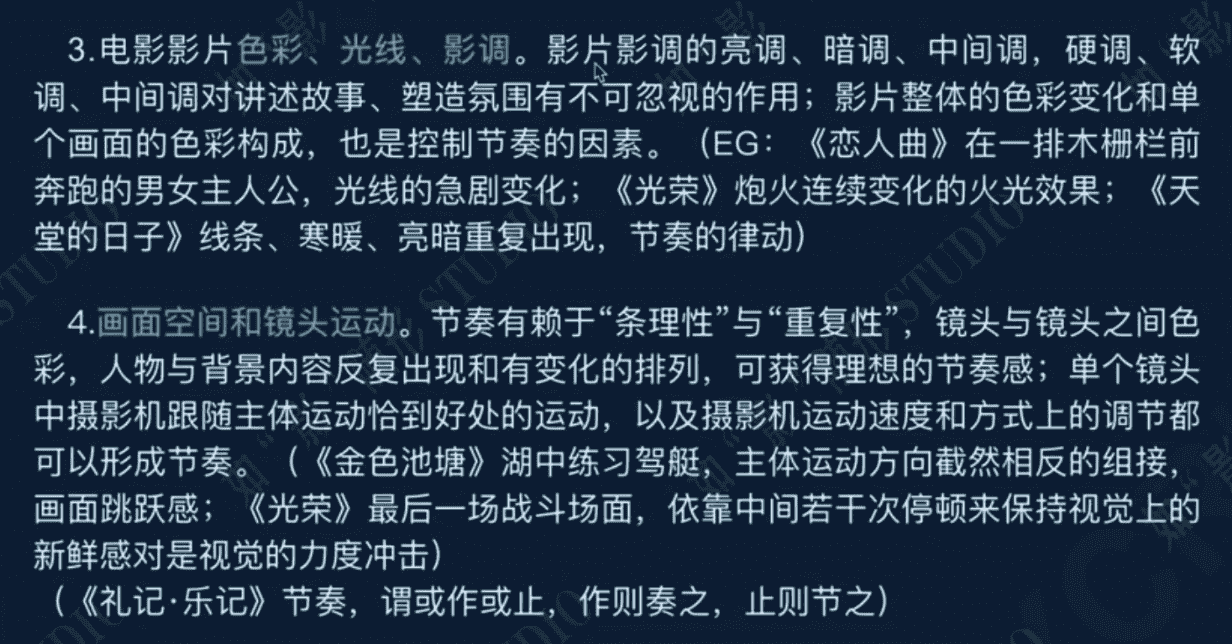 3.电影影片色彩、光线、影调。影片影调的亮调、暗调、中间调，硬调、软
调、中间调对讲述故事、塑造氛围有不可忽视的作用；影片整体的色彩变化和单
个画面的色彩构成，也是控制节奏的因素。（EG：《恋人曲》在一排木栅栏前
奔跑的男女主人公，光线的急剧变化；《光荣》炮火连续变化的火光效果；《天
堂的日子》线条、寒暖、亮暗重复出现，节奏的律动）
4.画面空间和镜头运动。节奏有赖于“条理性”与“重复性”，镜头与镜头之间色
彩，人物与背景内容反复出现和有变化的排列，可获得理想的节奏感；单个镜头
中摄影机跟随主体运动恰到好处的运动，以及摄影机运动速度和方式上的调节都
可以形成节奏。（《金色池塘》湖中练习驾艇，主体运动方向截然相反的组接，
画面跳跃感；《光荣》最后一场战斗场面，依靠中间若干次停顿来保持视觉上的
新鲜感对是视觉的力度冲击）
（《礼记·乐记》节奏，谓或作或止，作则奏之，止则节之）